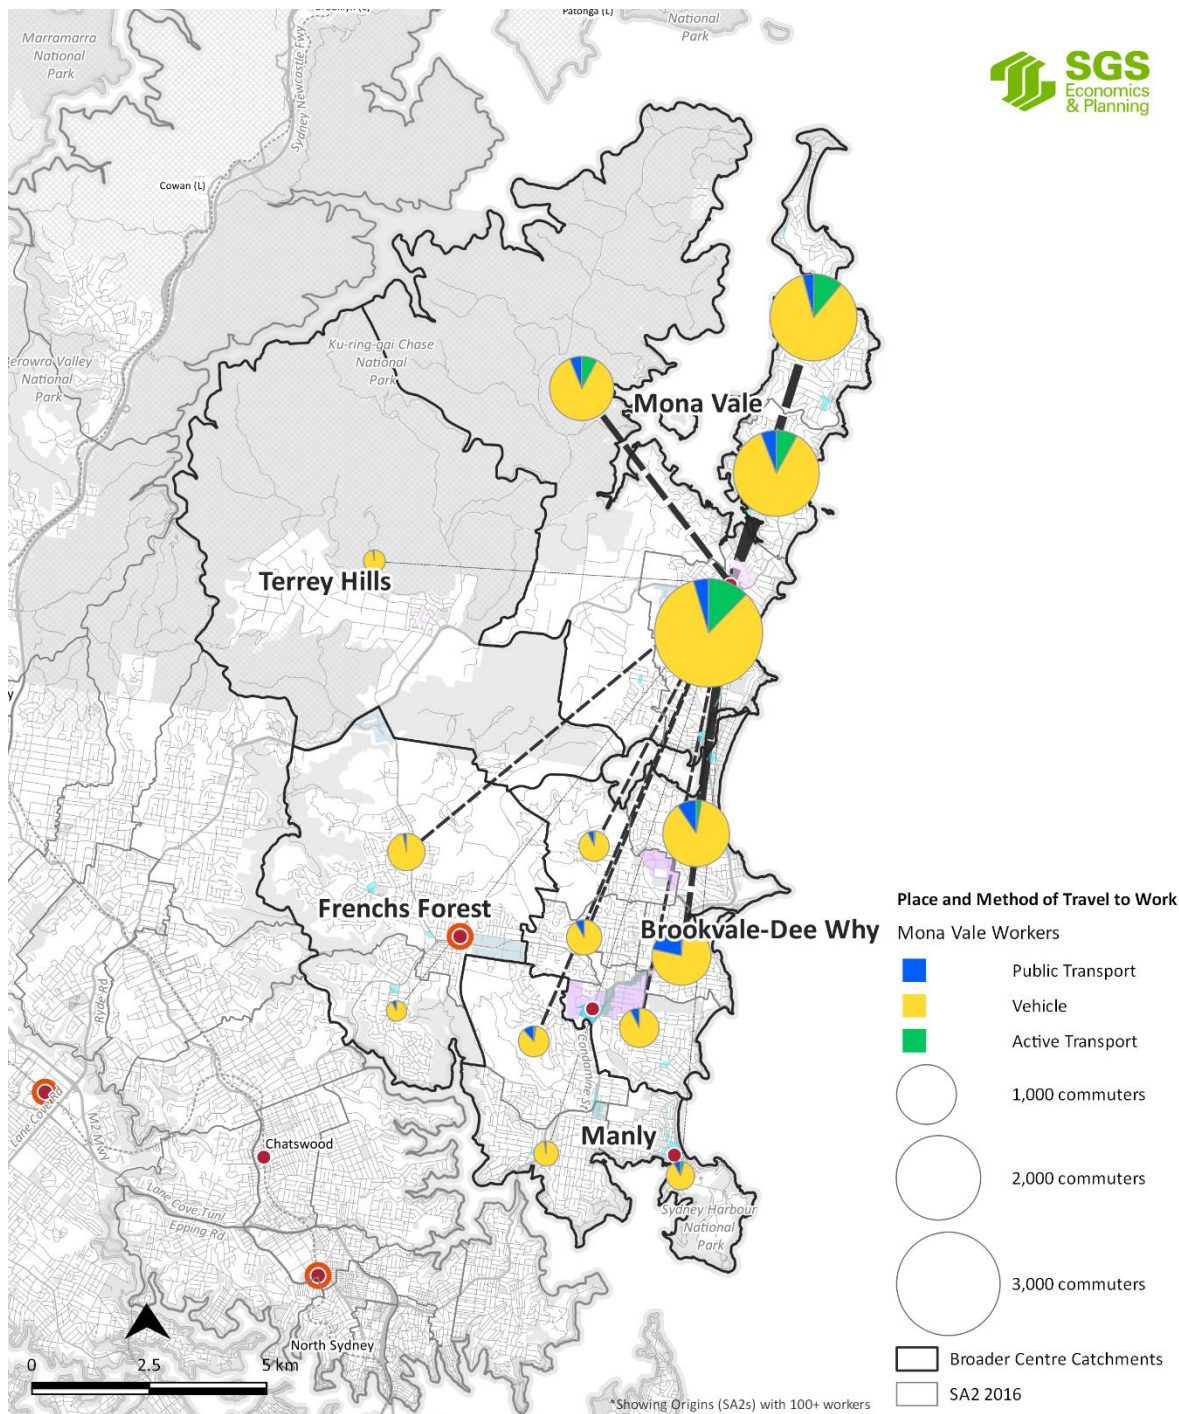 Patonga (L)
Marramarra
National
Park
National
Park
Sydney Newcastle Fwy
SGS
Economics
& Planning
Cowan (L)
Ku-ring-gai Chase
National
Park
Berowra Valley
National
Park
Mona Vale
Terrey Hills
Frenchs Forest
Brookvale-Dee Why
Place and Method of Travel to Work
Mona Vale Workers
Public Transport
Vehicle
Active Transport
1,000 commuters
2,000 commuters
3,000 commuters
Broader Centre Catchments
SA2 2016
Ryde Rd
Lane Cove Rd
M2 Mwy
Condamine St
Chatswood
Manly
Lane Cove Tunl
Epping Rd
Sydney Harbour
National
Park
North Sydney
0 2.5 5 km
*Showing Origins (SA2s) with 100+ workers